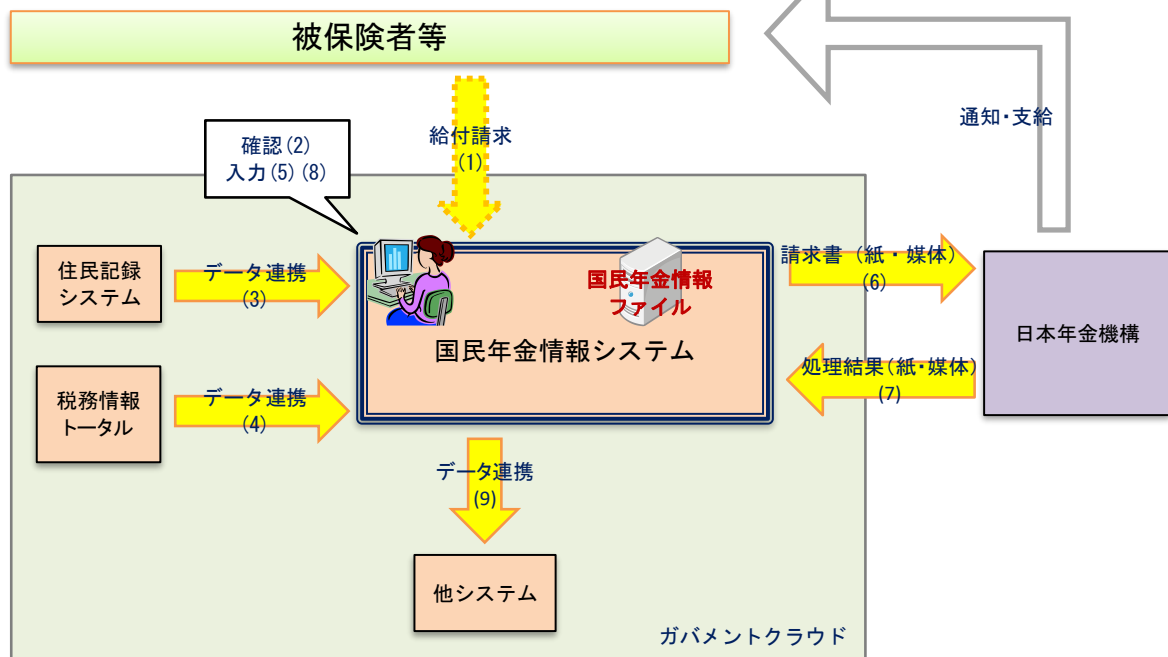 被保険者等
通知・支給
確認(2)
入力(5)(8)
給付請求
(1)
住民記録
システム
データ連携
(3)
国民年金情報
ファイル
国民年金情報システム
請求書（紙・媒体）
(6)
日本年金機構
処理結果(紙・媒体)
(7)
税務情報
トータル
データ連携
(4)
データ連携
(9)
他システム
ガバメントクラウド